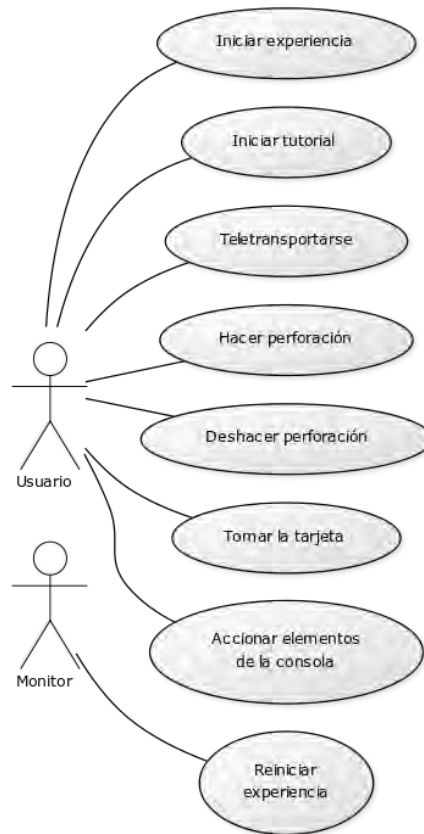 Iniciar experiencia
Iniciar tutorial
Teletransportarse
Hacer perforación
Deshacer perforación
Usuario
Tomar la tarjeta
Accionar elementos
de la consola
Monitor
Reiniciar
experiencia